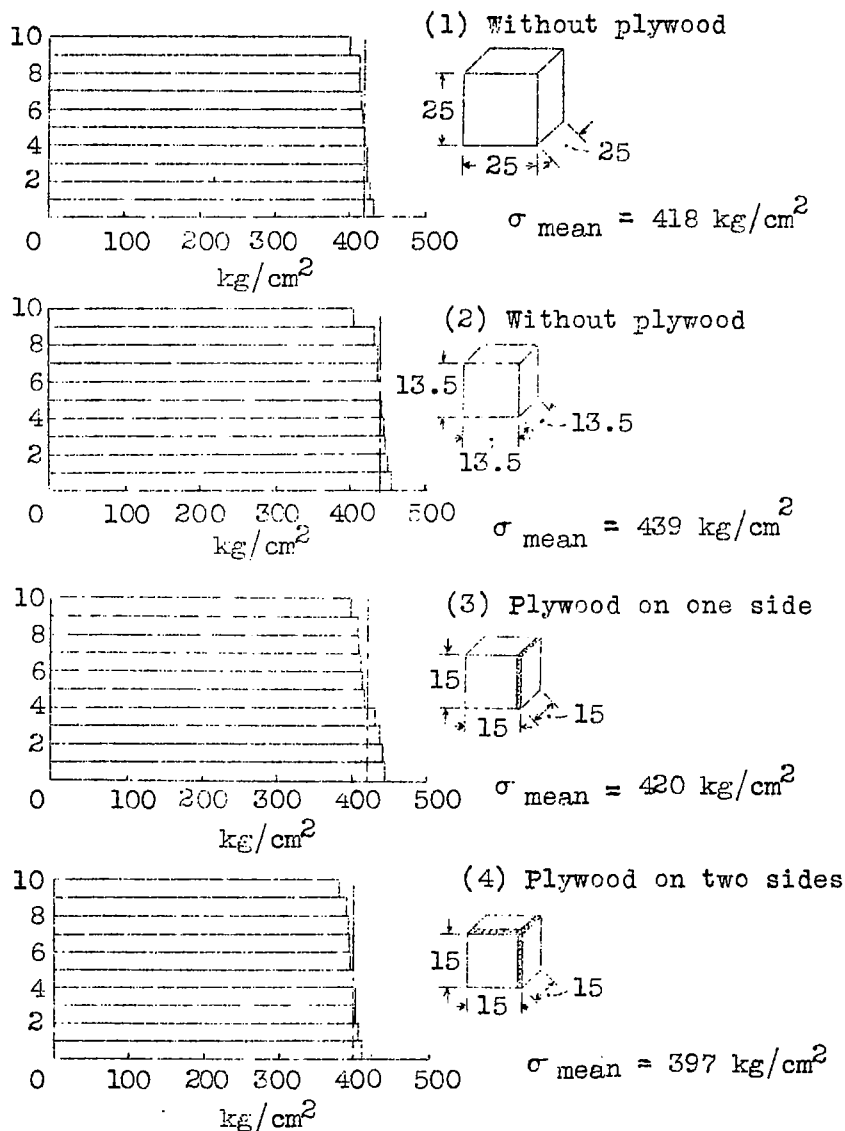 (1) Without plywood
10
8
6
4
2
0 100 200 300 400 500
kg/cm²
25
25
25
σ mean = 418 kg/cm²
(2) Without plywood
10
8
6
4
2
0 100 200 300 400 500
kg/cm²
13.5
13.5
13.5
σ mean = 439 kg/cm²
(3) Plywood on one side
10
8
6
4
2
0 100 200 300 400 500
kg/cm²
15
15
15
σ mean = 420 kg/cm²
(4) Plywood on two sides
10
8
6
4
2
0 100 200 300 400 500
kg/cm²
15
15
15
σ mean = 397 kg/cm²